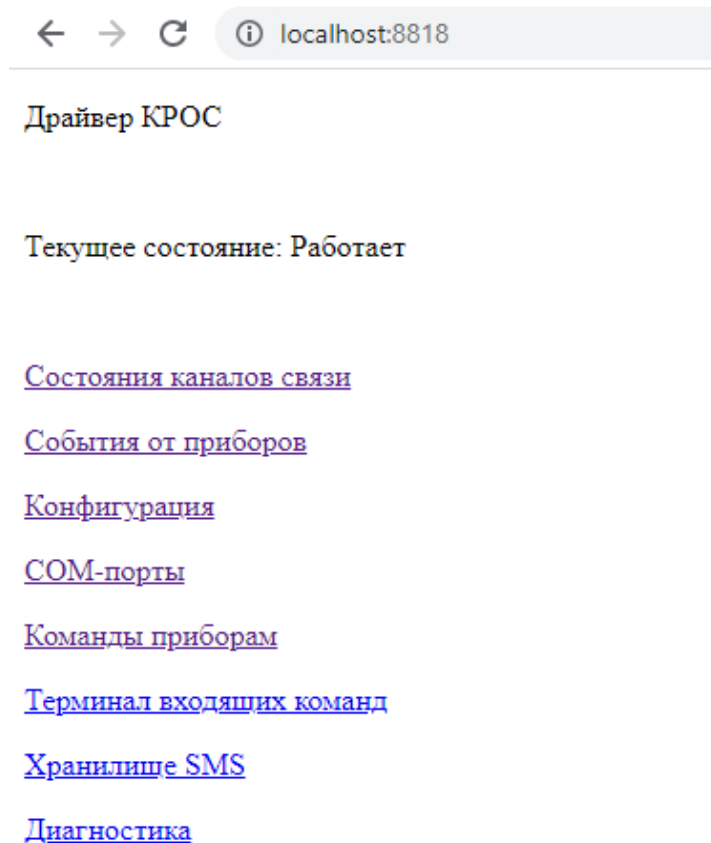 localhost:8818
Драйвер КРОС
Текущее состояние: Работает
Состояния каналов связи
События от приборов
Конфигурация
COM-порты
Команды приборам
Терминал входящих команд
Хранилище SMS
Диагностика